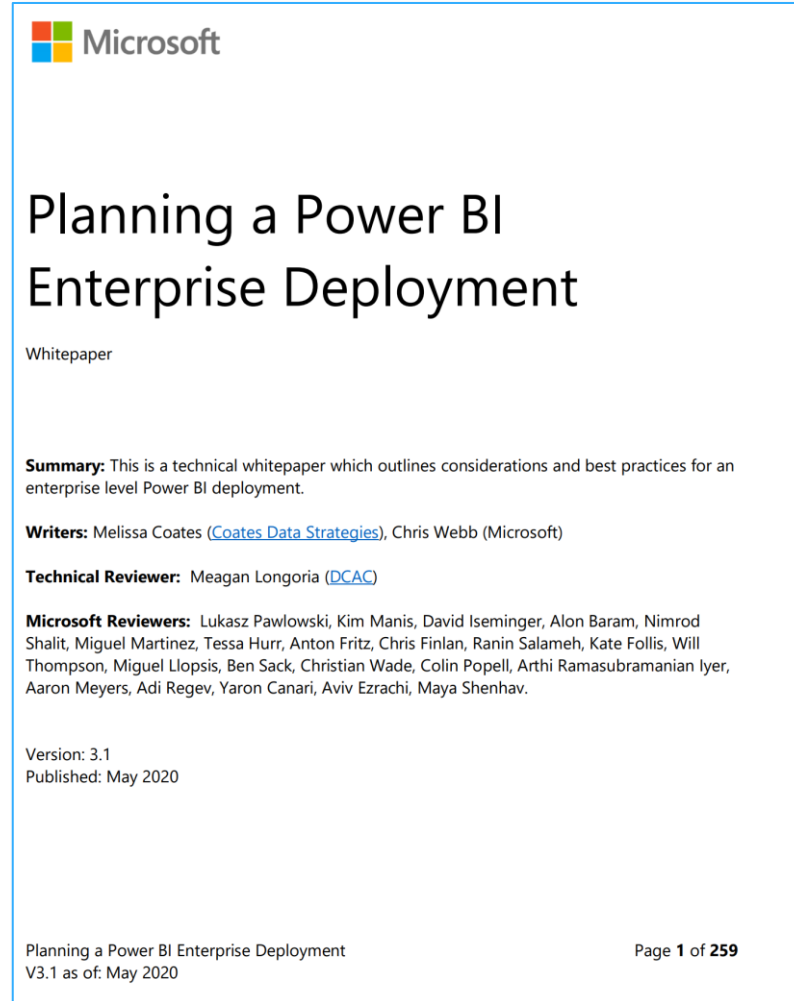 Microsoft
Planning a Power BI
Enterprise Deployment
Whitepaper
Summary: This is a technical whitepaper which outlines considerations and best practices for an
enterprise level Power BI deployment.
Writers: Melissa Coates (Coates Data Strategies), Chris Webb (Microsoft)
Technical Reviewer:  Meagan Longoria (DCAC)
Microsoft Reviewers:  Lukasz Pawlowski, Kim Manis, David Iseminger, Alon Baram, Nimrod
Shalit, Miguel Martinez, Tessa Hurr, Anton Fritz, Chris Finlan, Ranin Salameh, Kate Follis, Will
Thompson, Miguel Llopsis, Ben Sack, Christian Wade, Colin Popell, Arthi Ramasubramanian Iyer,
Aaron Meyers, Adi Regev, Yaron Canari, Aviv Ezrachi, Maya Shenhav.
Version: 3.1
Published: May 2020
Planning a Power BI Enterprise Deployment Page 1 of 259
V3.1 as of: May 2020